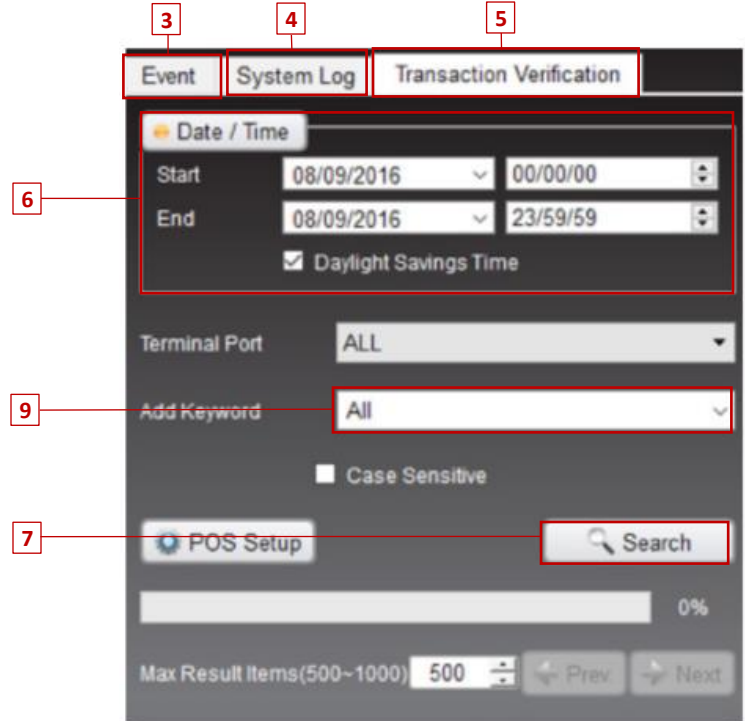 3 4 5
Event System Log Transaction Verification
Date / Time
Start 08/09/2016 00/00/00
6
End 08/09/2016 23/59/59
Daylight Savings Time
Terminal Port ALL
9 Add Keyword All
Case Sensitive
7 POS Setup Search
0%
Max Result Items(500~1000) 500 Prev. Next